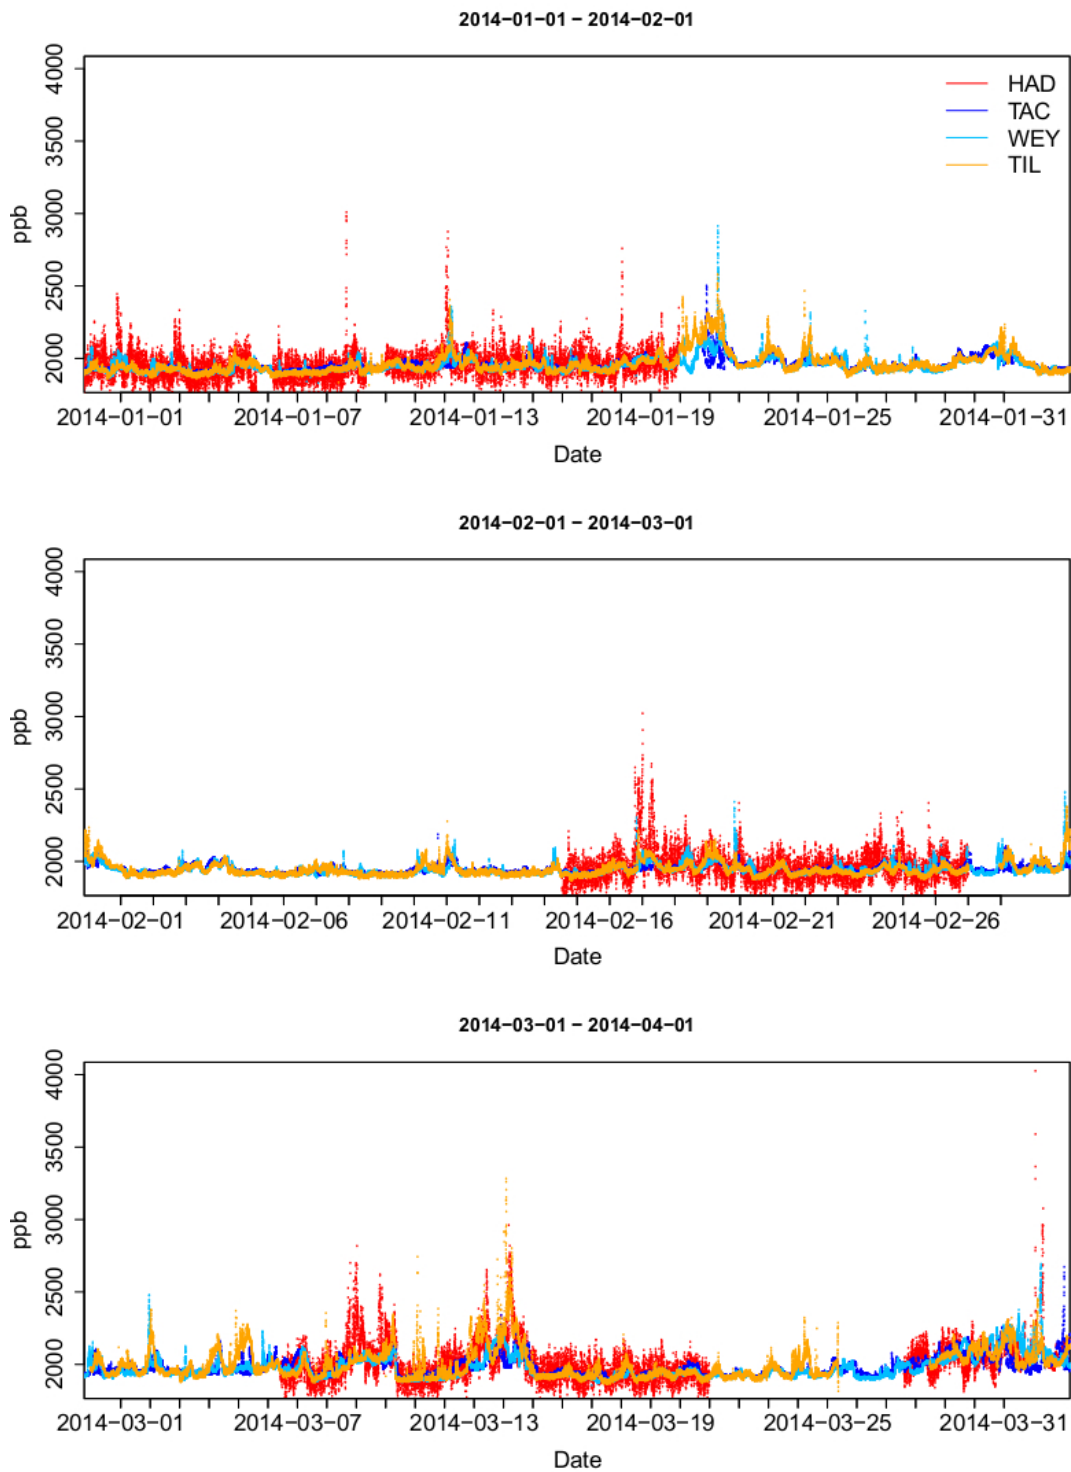 2014−01−01 − 2014−02−01
4000
3500
3000
2500
2000
ppb
HAD
TAC
WEY
TIL
2014−01−01
2014−01−07
2014−01−13
2014−01−19
2014−01−25
2014−01−31
Date
2014−02−01 − 2014−03−01
4000
3500
3000
2500
2000
ppb
2014−02−01
2014−02−06
2014−02−11
2014−02−16
2014−02−21
2014−02−26
Date
2014−03−01 − 2014−04−01
4000
3500
3000
2500
2000
ppb
2014−03−01
2014−03−07
2014−03−13
2014−03−19
2014−03−25
2014−03−31
Date